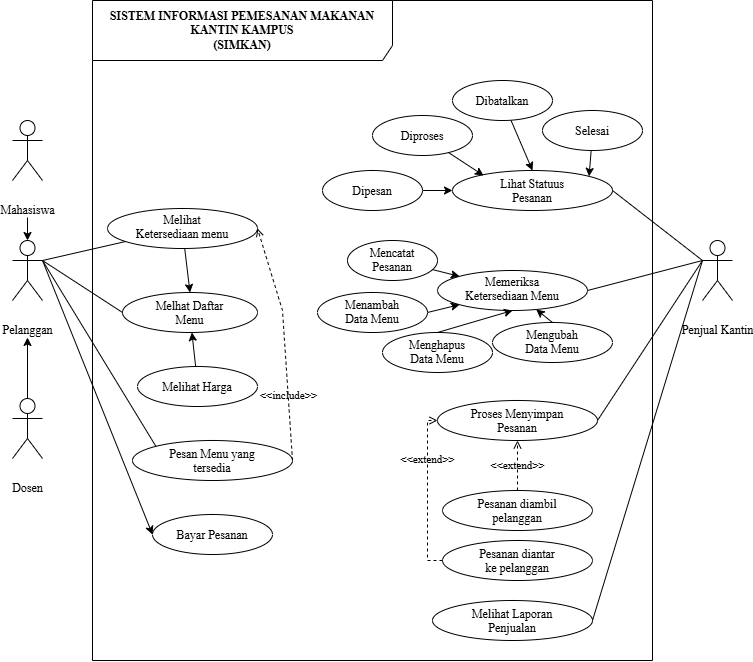 SISTEM INFORMASI PEMESANAN MAKANAN
KANTIN KAMPUS
(SIMKAN)
Dibatalkan
Diproses
Selesai
Dipesan
Lihat Statuus
Pesanan
Mahasiswa
Melihat
Ketersediaan menu
Mencatat
Pesanan
Memeriksa
Ketersediaan Menu
Melhat Daftar
Menu
Menambah
Data Menu
Pelanggan
Penjual Kantin
Menghapus
Data Menu
Mengubah
Data Menu
Melihat Harga
<<include>>
Proses Menyimpan
Pesanan
Pesan Menu yang
tersedia
<<extend>>
<<extend>>
Dosen
Pesanan diambil
pelanggan
Bayar Pesanan
Pesanan diantar
ke pelanggan
Melihat Laporan
Penjualan